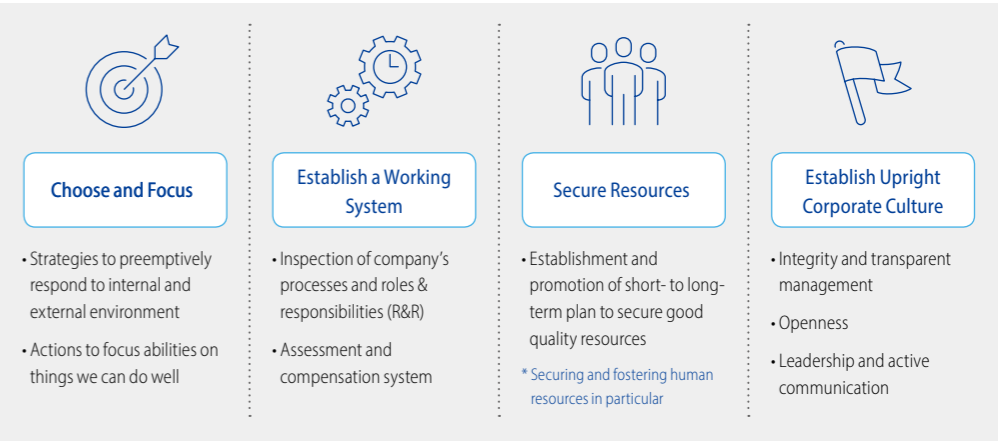 Choose and Focus
• Strategies to preemptively
respond to internal and
external environment
• Actions to focus abilities on
things we can do well
Establish a Working
System
• Inspection of company's
processes and roles &
responsibilities (R&R)
• Assessment and
compensation system
Secure Resources
• Establishment and
promotion of short- to long-
term plan to secure good
quality resources
* Securing and fostering human
resources in particular
Establish Upright
Corporate Culture
• Integrity and transparent
management
• Openness
• Leadership and active
communication